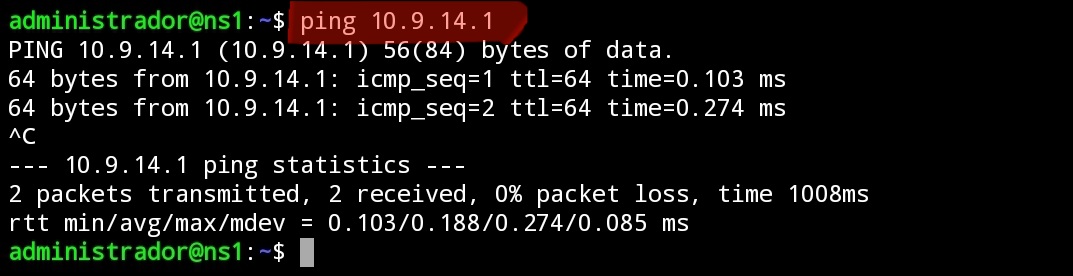 administrador@ns1:~$ ping 10.9.14.1
PING 10.9.14.1 (10.9.14.1) 56(84) bytes of data.
64 bytes from 10.9.14.1: icmp_seq=1 ttl=64 time=0.103 ms
64 bytes from 10.9.14.1: icmp_seq=2 ttl=64 time=0.274 ms
^C
--- 10.9.14.1 ping statistics ---
2 packets transmitted, 2 received, 0% packet loss, time 1008ms
rtt min/avg/max/mdev = 0.103/0.188/0.274/0.085 ms
administrador@ns1:~$